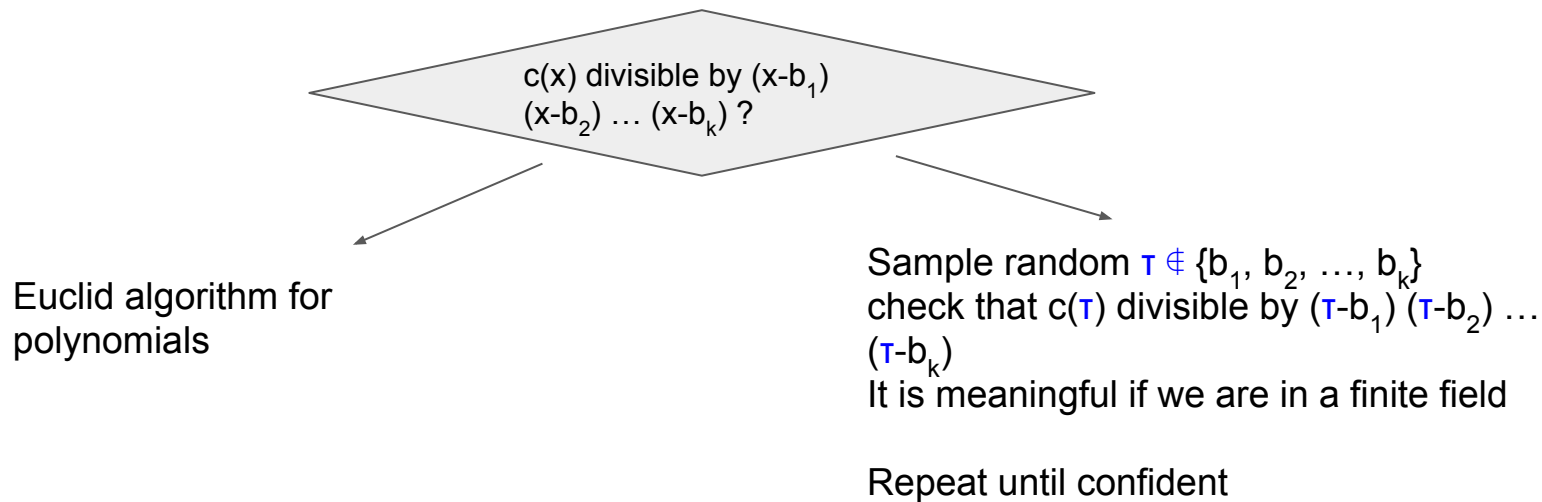 c(x) divisible by (x-b₁)
(x-b₂) … (x-bₖ) ?
Euclid algorithm for
polynomials
Sample random τ ∉ {b₁, b₂, …, bₖ}
check that c(τ) divisible by (τ-b₁) (τ-b₂) …
(τ-bₖ)
It is meaningful if we are in a finite field
Repeat until confident